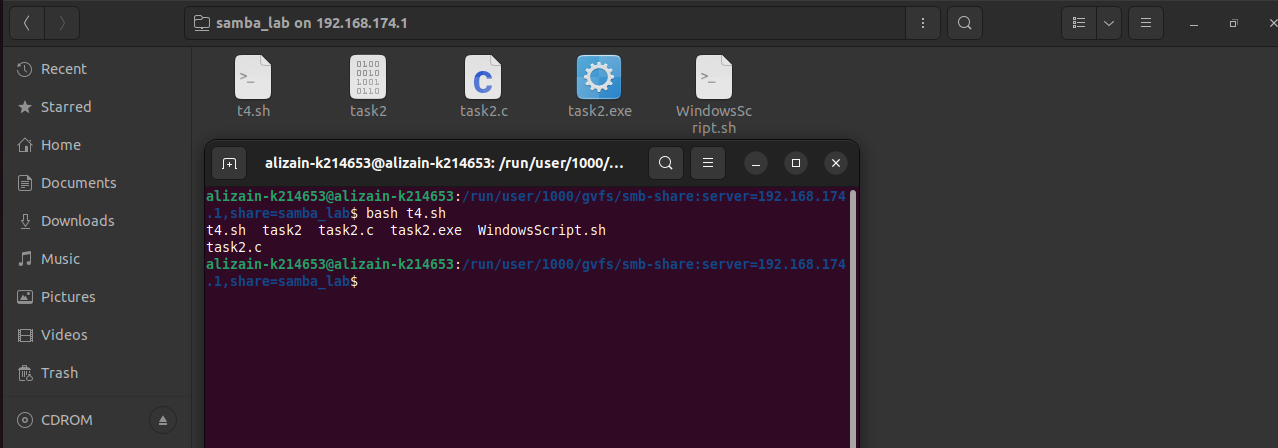 samba_lab on 192.168.174.1
Recent
Starred
Home
Documents
Downloads
Music
Pictures
Videos
Trash
CDROM
t4.sh
task2
task2.c
task2.exe
WindowsSc
ript.sh
0100
0010
1001
0110
C
>_
>_
alizain-k214653@alizain-k214653: /run/user/1000/…
alizain-k214653@alizain-k214653:/run/user/1000/gvfs/smb-share:server=192.168.174
.1,share=samba_lab$ bash t4.sh
t4.sh  task2  task2.c  task2.exe  WindowsScript.sh
task2.c
alizain-k214653@alizain-k214653:/run/user/1000/gvfs/smb-share:server=192.168.174
.1,share=samba_lab$